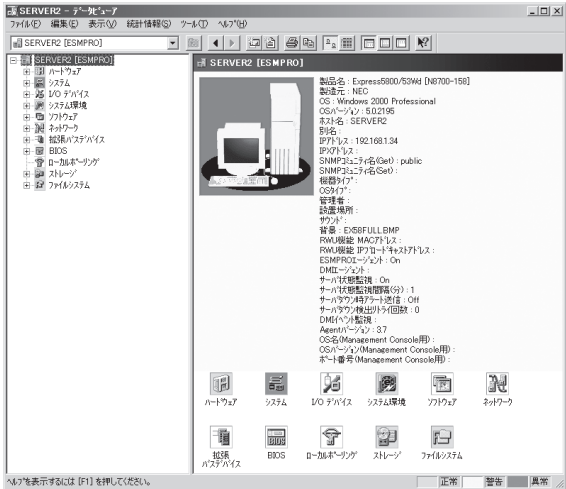 SERVER2 - ﾃﾞｰﾀﾋﾞｭｰｱ
ﾌｧｲﾙ(F) 編集(E) 表示(V) 統計情報(S) ﾂｰﾙ(T) ﾍﾙﾌﾟ(H)
SERVER2 [ESMPRO]
SERVER2 [ESMPRO]
ﾊｰﾄﾞｳｪｱ
ｼｽﾃﾑ
I/O ﾃﾞﾊﾞｲｽ
ｼｽﾃﾑ環境
ｿﾌﾄｳｪｱ
ﾈｯﾄﾜｰｸ
拡張ﾊﾞｽﾃﾞﾊﾞｲｽ
BIOS
ﾛｰｶﾙﾎﾟｰﾘﾝｸﾞ
ｽﾄﾚｰｼﾞ
ﾌｧｲﾙｼｽﾃﾑ
SERVER2 [ESMPRO]
製品名 : Express5800/53Wd [N8700-158]
製造元 : NEC
OS : Windows 2000 Professional
OSﾊﾞｰｼﾞｮﾝ : 5.0.2195
ﾎｽﾄ名 : SERVER2
別名 :
IPｱﾄﾞﾚｽ : 192.168.1.34
IPXｱﾄﾞﾚｽ :
SNMPｺﾐｭﾆﾃｨ名(Get) : public
SNMPｺﾐｭﾆﾃｨ名(Set) :
機器ﾀｲﾌﾟ :
OSﾀｲﾌﾟ :
管理者 :
設置場所 :
ｻｳﾝﾄﾞ :
背景 : EX58FULL.BMP
RWU機能 MACｱﾄﾞﾚｽ :
RWU機能 IPﾌﾞﾛｰﾄﾞｷｬｽﾄｱﾄﾞﾚｽ :
ESMPROｴｰｼﾞｪﾝﾄ : On
DMIｴｰｼﾞｪﾝﾄ :
ｻｰﾊﾞ状態監視 : On
ｻｰﾊﾞ状態監視間隔(分) : 1
ｻｰﾊﾞﾀﾞｳﾝ時ｱﾗｰﾄ送信 : Off
ｻｰﾊﾞﾀﾞｳﾝ検出ﾘﾄﾗｲ回数 : 0
DMIｲﾍﾞﾝﾄ監視 :
Agentﾊﾞｰｼﾞｮﾝ : 3.7
OS名(Management Console用) :
OSﾊﾞｰｼﾞｮﾝ(Management Console用) :
ﾎﾟｰﾄ番号(Management Console用) :
ﾊｰﾄﾞｳｪｱ ｼｽﾃﾑ I/O ﾃﾞﾊﾞｲｽ ｼｽﾃﾑ環境 ｿﾌﾄｳｪｱ ﾈｯﾄﾜｰｸ
拡張
ﾊﾞｽﾃﾞﾊﾞｲｽ BIOS ﾛｰｶﾙﾎﾟｰﾘﾝｸﾞ ｽﾄﾚｰｼﾞ ﾌｧｲﾙｼｽﾃﾑ
ﾍﾙﾌﾟを表示するには [F1] を押してください。 正常 警告 異常